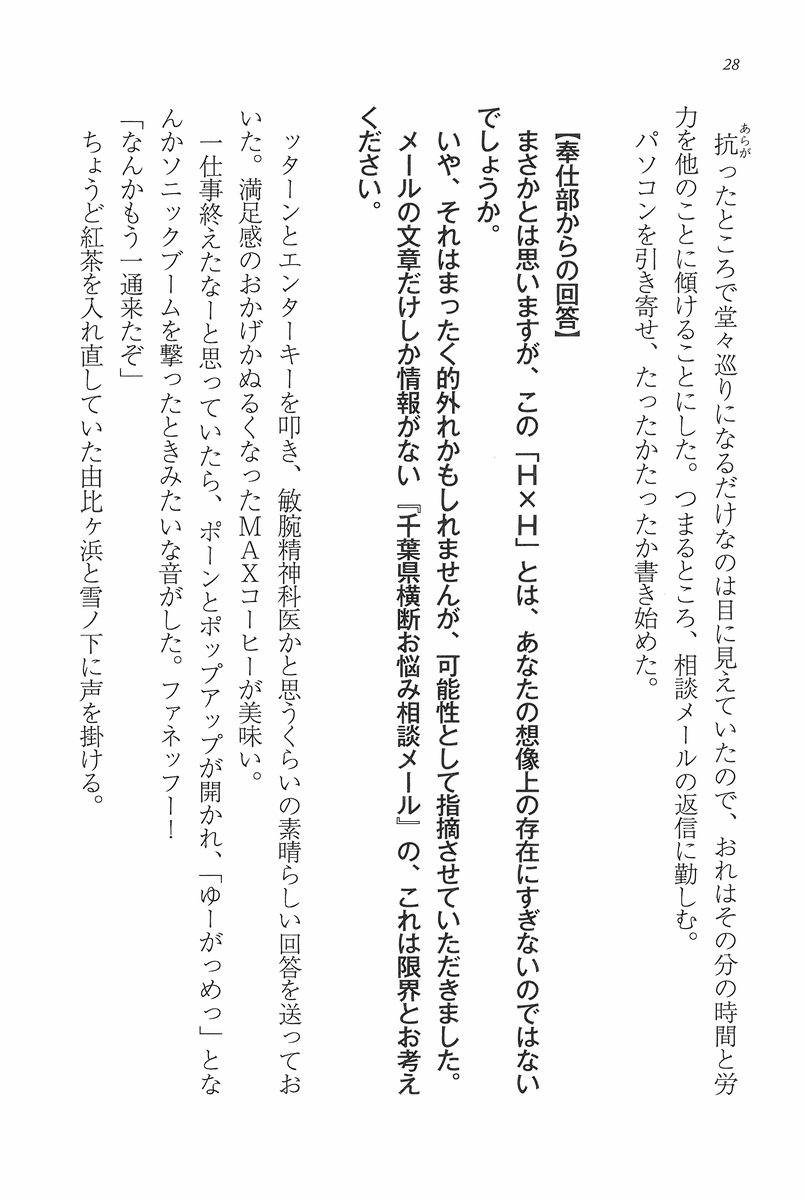 28
抗ったところで堂々巡りになるだけなのは目に見えていたので、おれはその分の時間と労
あらが
力を他のことに傾けることにした。つまるところ、相談メールの返信に勤しむ。
パソコンを引き寄せ、たったかたったか書き始めた。
【奉仕部からの回答】
まさかとは思いますが、この「H×H」とは、あなたの想像上の存在にすぎないのではない
でしょうか。
いや、それはまったく的外れかもしれませんが、可能性として指摘させていただきました。
メールの文章だけしか情報がない『千葉県横断お悩み相談メール』の、これは限界とお考え
ください。
ッターンとエンターキーを叩き、敏腕精神科医かと思うくらいの素晴らしい回答を送ってお
いた。満足感のおかげかぬるくなったMAXコーヒーが美味い。
一仕事終えたなーと思っていたら、ポーンとポップアップが開かれ、「ゆーがっめっ」とな
んかソニックブームを撃ったときみたいな音がした。ファネッフー！
「なんかもう一通来たぞ」
ちょうど紅茶を入れ直していた由比ヶ浜と雪ノ下に声を掛ける。